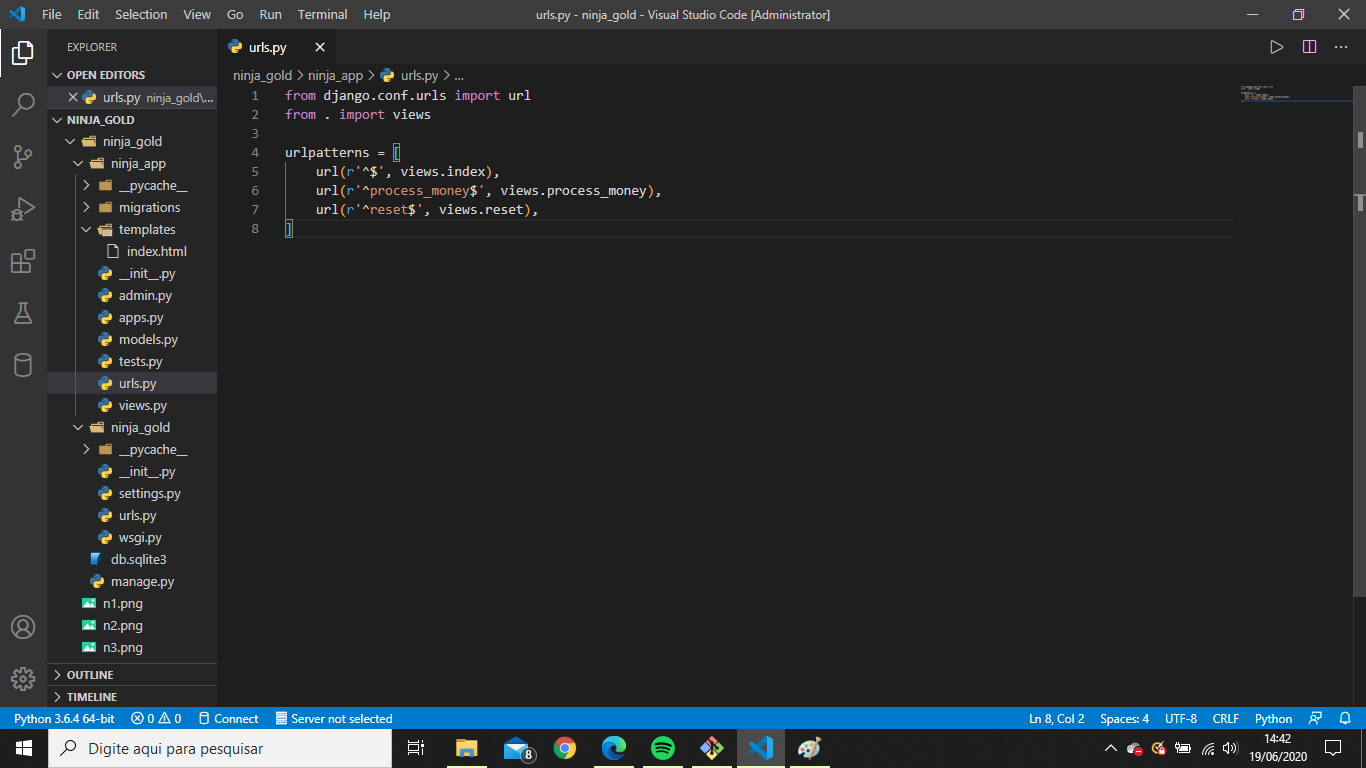 File Edit Selection View Go Run Terminal Help
urls.py - ninja_gold - Visual Studio Code [Administrator]
EXPLORER
OPEN EDITORS
urls.py ninja_gold\...
NINJA_GOLD
ninja_gold
ninja_app
__pycache__
migrations
templates
index.html
__init__.py
admin.py
apps.py
models.py
tests.py
urls.py
views.py
ninja_gold
__pycache__
__init__.py
settings.py
urls.py
wsgi.py
db.sqlite3
manage.py
n1.png
n2.png
n3.png
OUTLINE
TIMELINE
urls.py
ninja_gold > ninja_app > urls.py > ...
1 from django.conf.urls import url
2 from . import views
3
4 urlpatterns = [
5 url(r'^$', views.index),
6 url(r'^process_money$', views.process_money),
7 url(r'^reset$', views.reset),
8 ]
Python 3.6.4 64-bit 0 0 Connect Server not selected Ln 8, Col 2 Spaces: 4 UTF-8 CRLF Python
Digite aqui para pesquisar
8
14:42
19/06/2020